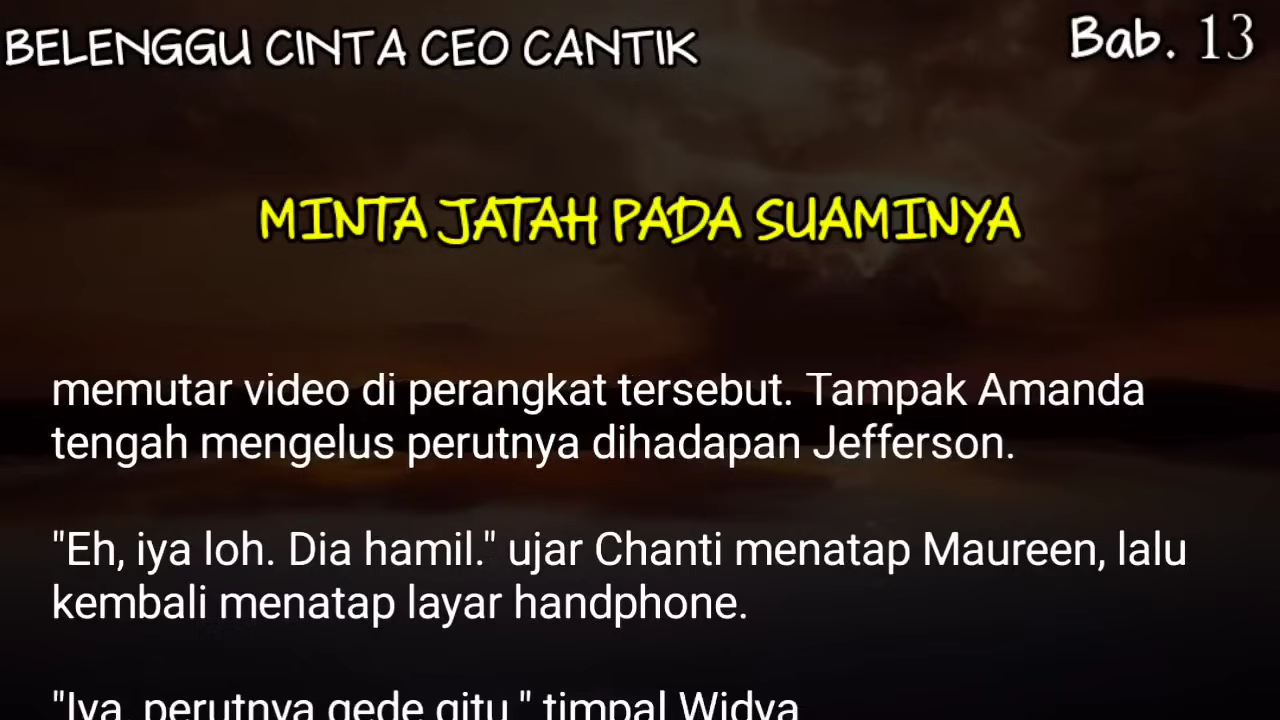 BELENGGU CINTA CEO CANTIK
Bab. 13
MINTA JATAH PADA SUAMINYA
memutar video di perangkat tersebut. Tampak Amanda
tengah mengelus perutnya dihadapan Jefferson.
"Eh, iya loh. Dia hamil." ujar Chanti menatap Maureen, lalu
kembali menatap layar handphone.
"Iya, perutnya gede gitu." timpal Widya